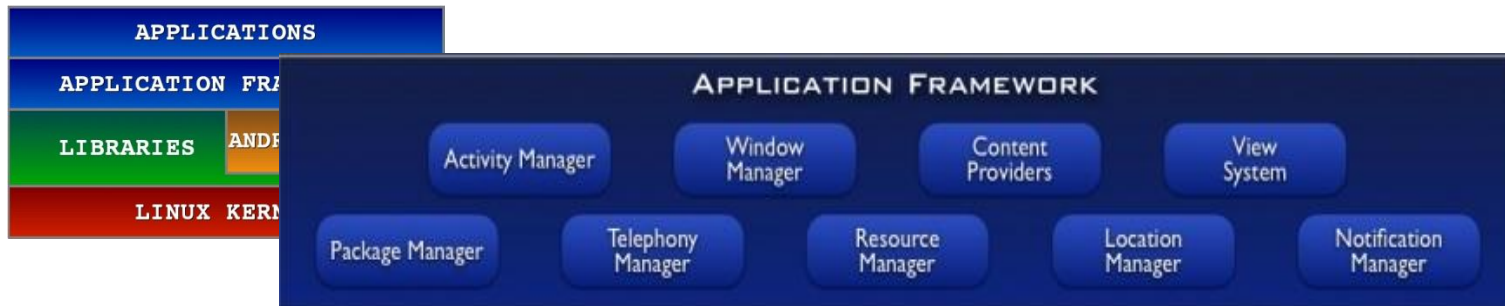 APPLICATIONS
APPLICATION FRA
LIBRARIES
ANDR
LINUX KERN
APPLICATION FRAMEWORK
Activity Manager
Window
Manager
Content
Providers
View
System
Package Manager
Telephony
Manager
Resource
Manager
Location
Manager
Notification
Manager